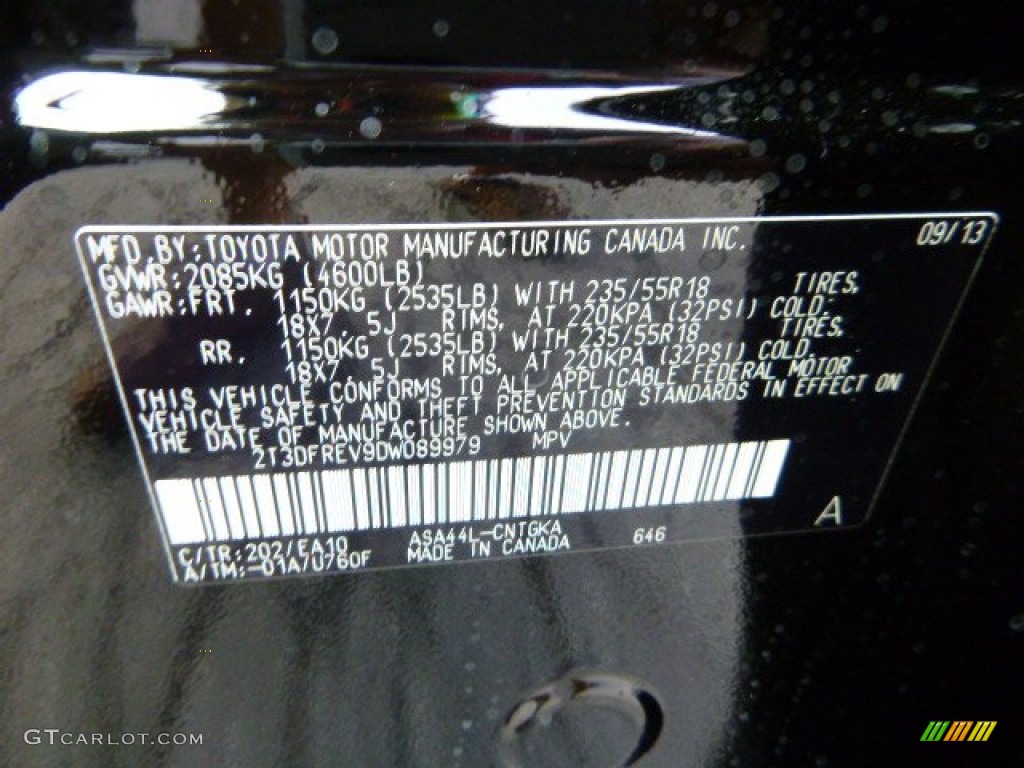 MFD.BY:TOYOTA MOTOR MANUFACTURING CANADA INC. 09/13
GVWR:2085KG (4600LB)
GAWR:FRT. 1150KG (2535LB) WITH 235/55R18 TIRES,
18X7. 5J RIMS, AT 220KPA (32PSI) COLD.
RR. 1150KG (2535LB) WITH 235/55R18 TIRES,
18X7. 5J RIMS, AT 220KPA (32PSI) COLD.
THIS VEHICLE CONFORMS TO ALL APPLICABLE FEDERAL MOTOR
VEHICLE SAFETY AND THEFT PREVENTION STANDARDS IN EFFECT ON
THE DATE OF MANUFACTURE SHOWN ABOVE.
2T3DFREV9DW089979 MPV
A
C/TR:202/EA10 ASA44L-CNTGKA 646
A/TM:-01A/U760F MADE IN CANADA
GTCARLOT.COM